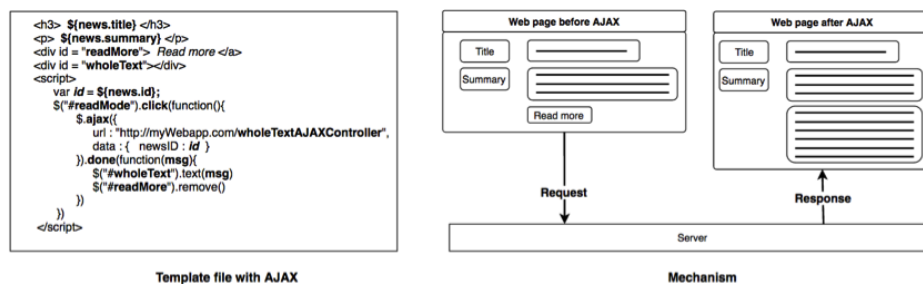 <h3> ${news.title} </h3>
<p> ${news.summary} </p>
<div id = "readMore"> Read more </a>
<div id = "wholeText"></div>
<script>
var id = ${news.id};
$("#readMode").click(function(){
$.ajax({
url : "http://myWebapp.com/wholeTextAJAXController",
data : { newsID : id }
}).done(function(msg){
$("#wholeText").text(msg)
$("#readMore").remove()
})
})
</script>
Template file with AJAX
Web page before AJAX
Title
Summary
Read more
Web page after AJAX
Title
Summary
Request
Response
Server
Mechanism